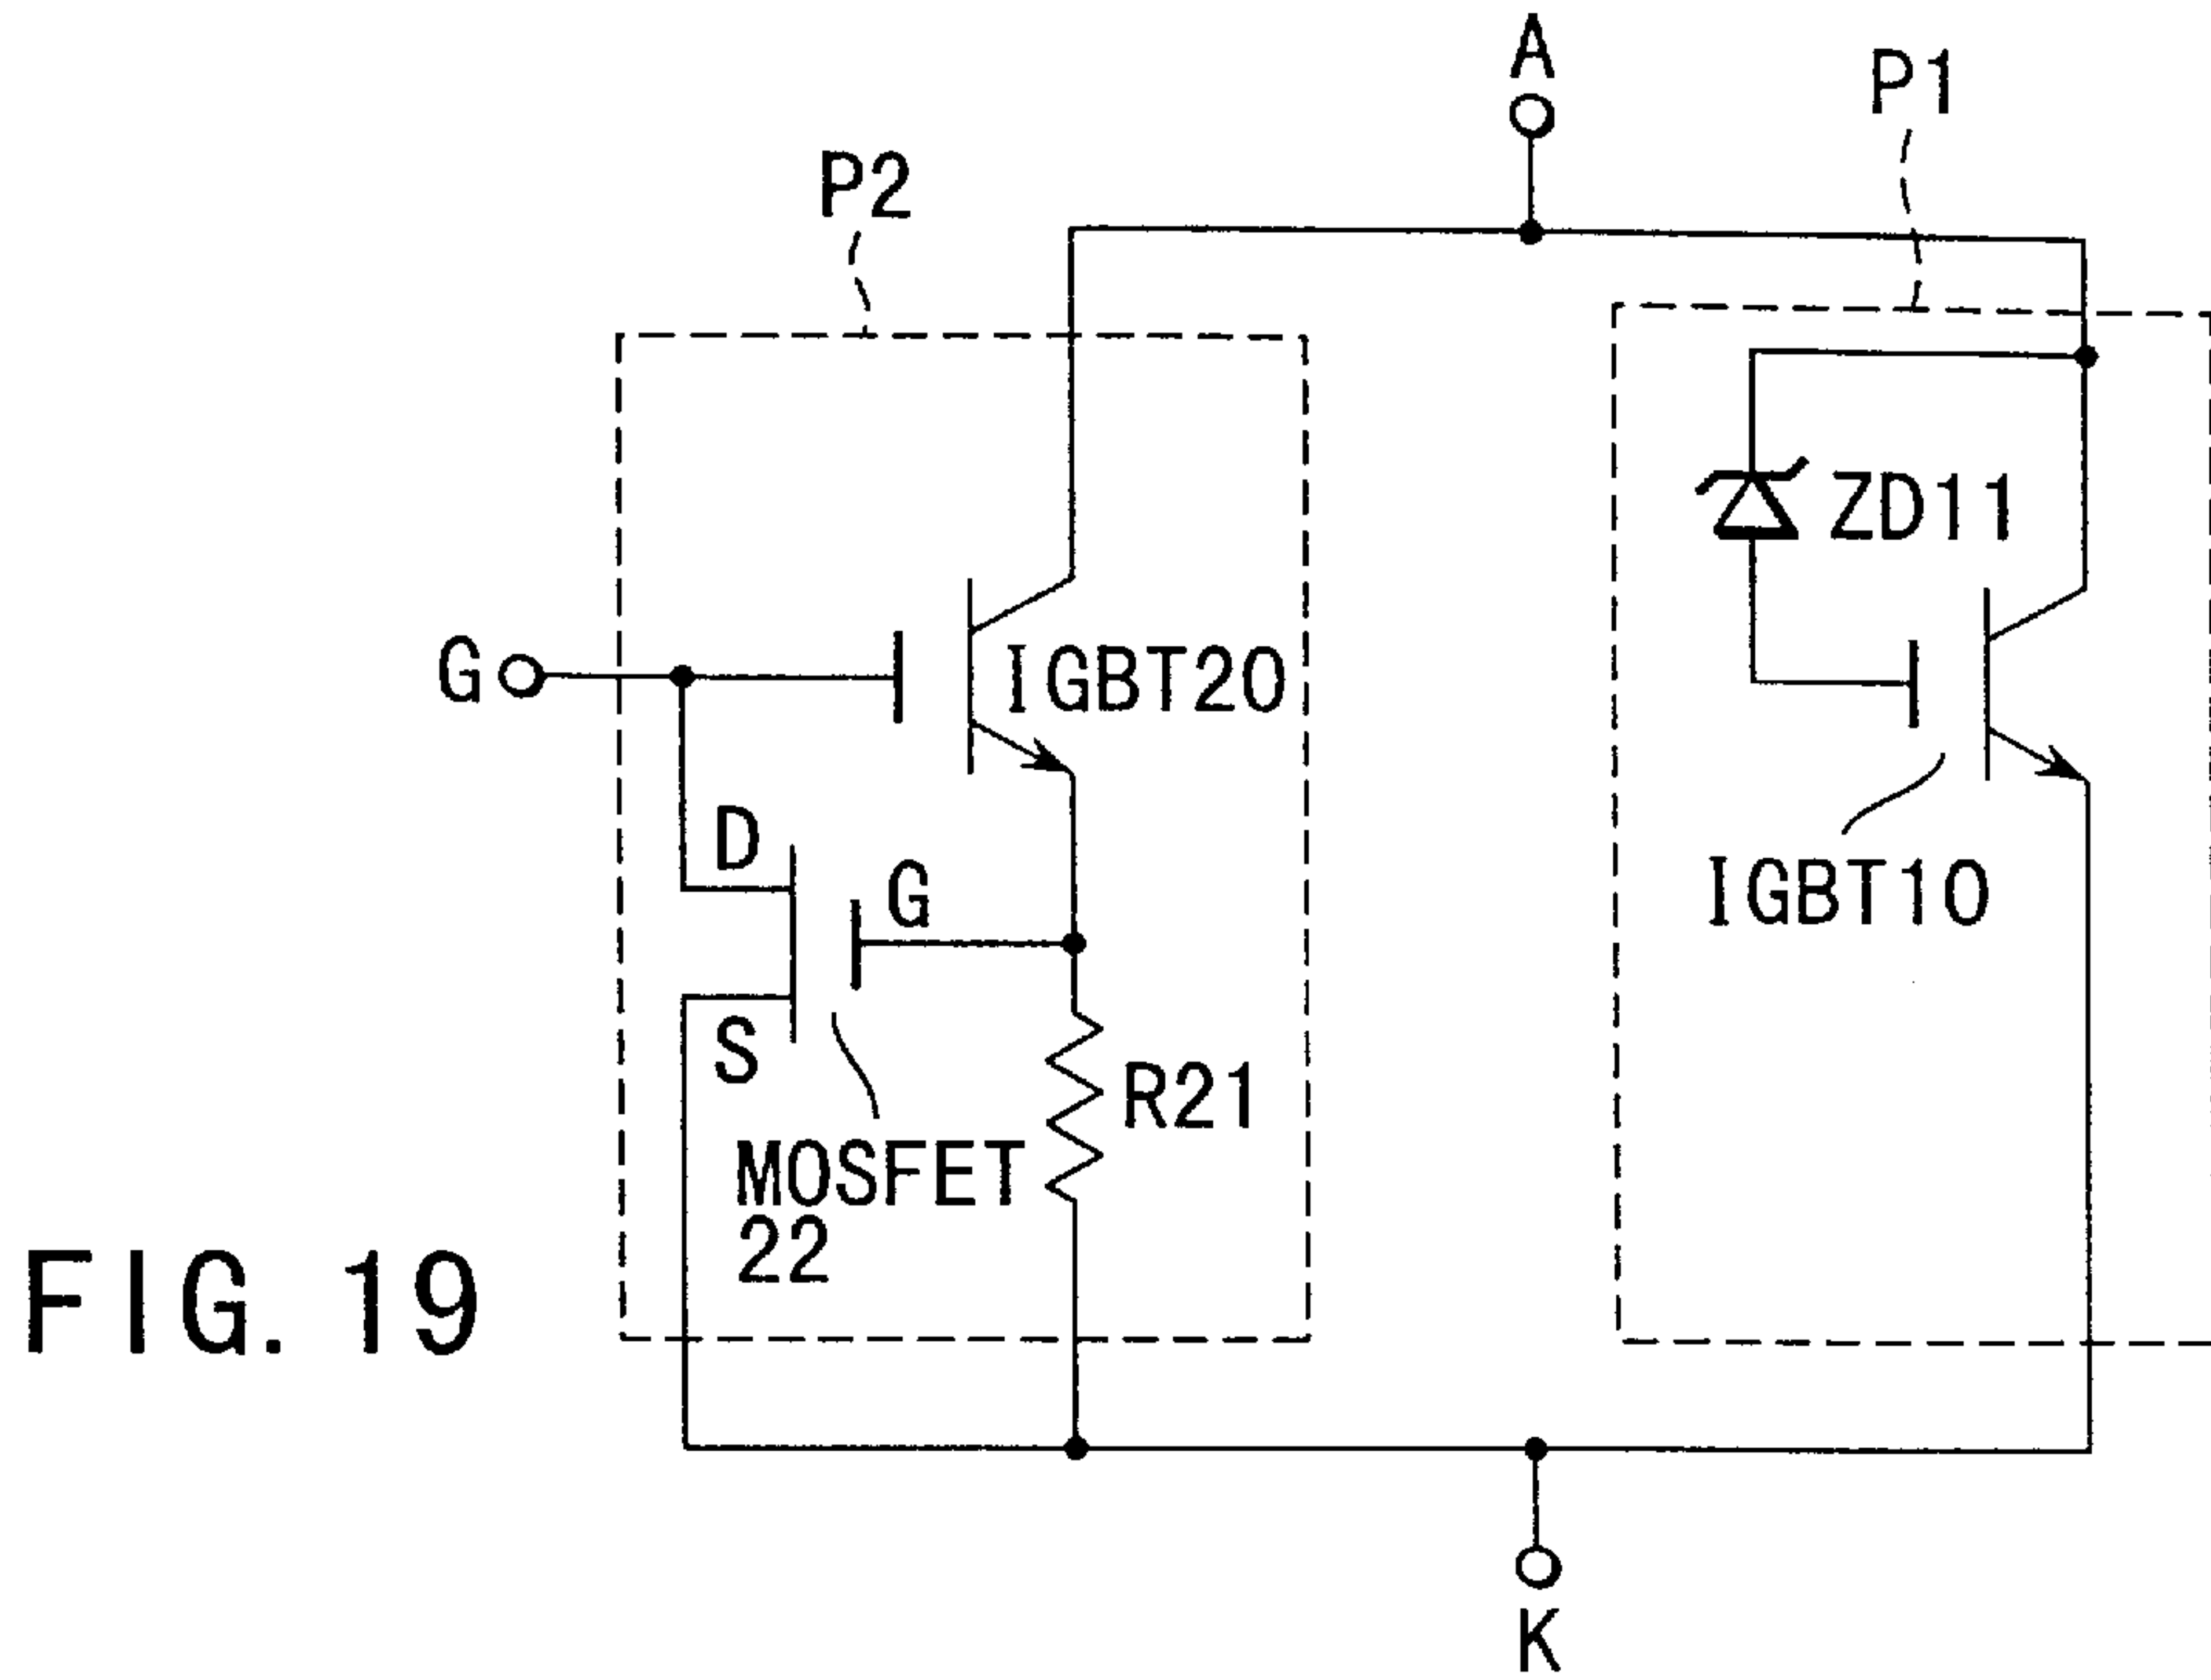 A
P1
P2
ZD11
G
IGBT20
D
G
IGBT10
S
R21
MOSFET
22
FIG. 19
K